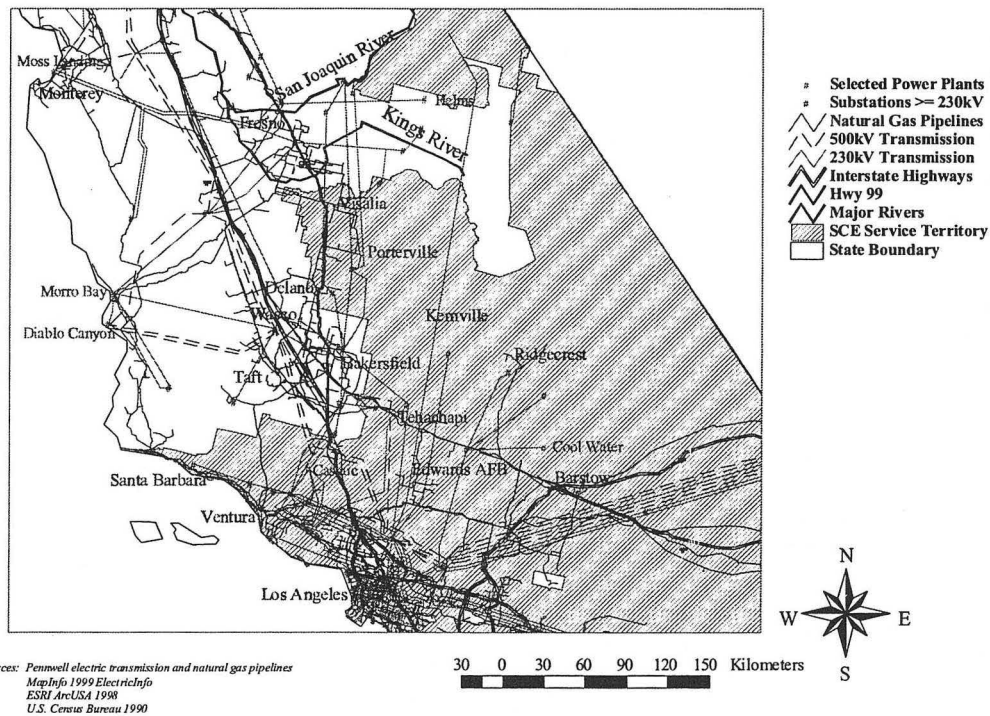 Moss Landing
Monterey
San Joaquin River
Helms
Fresno
Kings River
Visalia
Porterville
Morro Bay
Delano
Diablo Canyon
Wasco
Kernville
Bakersfield
Ridgecrest
Taft
Tehachapi
Cool Water
Castaic
Edwards AFB
Santa Barbara
Barstow
Ventura
Los Angeles
Selected Power Plants
Substations >= 230kV
Natural Gas Pipelines
500kV Transmission
230kV Transmission
Interstate Highways
Hwy 99
Major Rivers
SCE Service Territory
State Boundary
N
W E
S
30 0 30 60 90 120 150 Kilometers
ces: Pennwell electric transmission and natural gas pipelines
MapInfo 1999 ElectricInfo
ESRI ArcUSA 1998
U.S. Census Bureau 1990